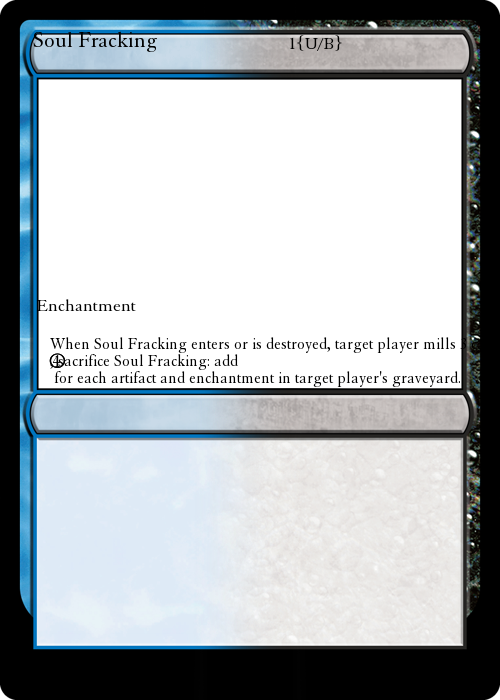 Soul Fracking 1{U/B}
Enchantment
When Soul Fracking enters or is destroyed, target player mills
sacrifice Soul Fracking: add
for each artifact and enchantment in target player's graveyard.